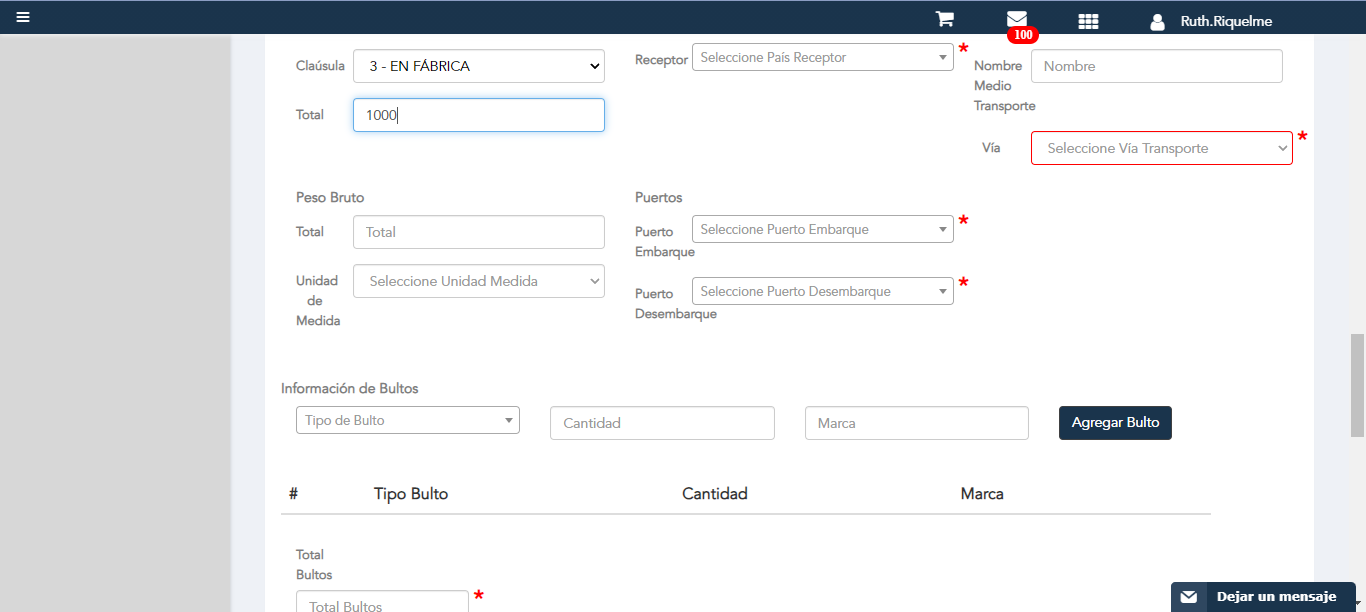 Ruth.Riquelme
100
Claúsula
3 - EN FÁBRICA
Total
1000
Receptor
Seleccione País Receptor
*
Nombre
Medio
Transporte
Nombre
Vía
Seleccione Vía Transporte
*
Peso Bruto
Total
Total
Unidad
de
Medida
Seleccione Unidad Medida
Puertos
Puerto
Embarque
Seleccione Puerto Embarque
*
Puerto
Desembarque
Seleccione Puerto Desembarque
*
Información de Bultos
Tipo de Bulto
Cantidad
Marca
Agregar Bulto
# Tipo Bulto Cantidad Marca
Total
Bultos
Total Bultos
*
Dejar un mensaje